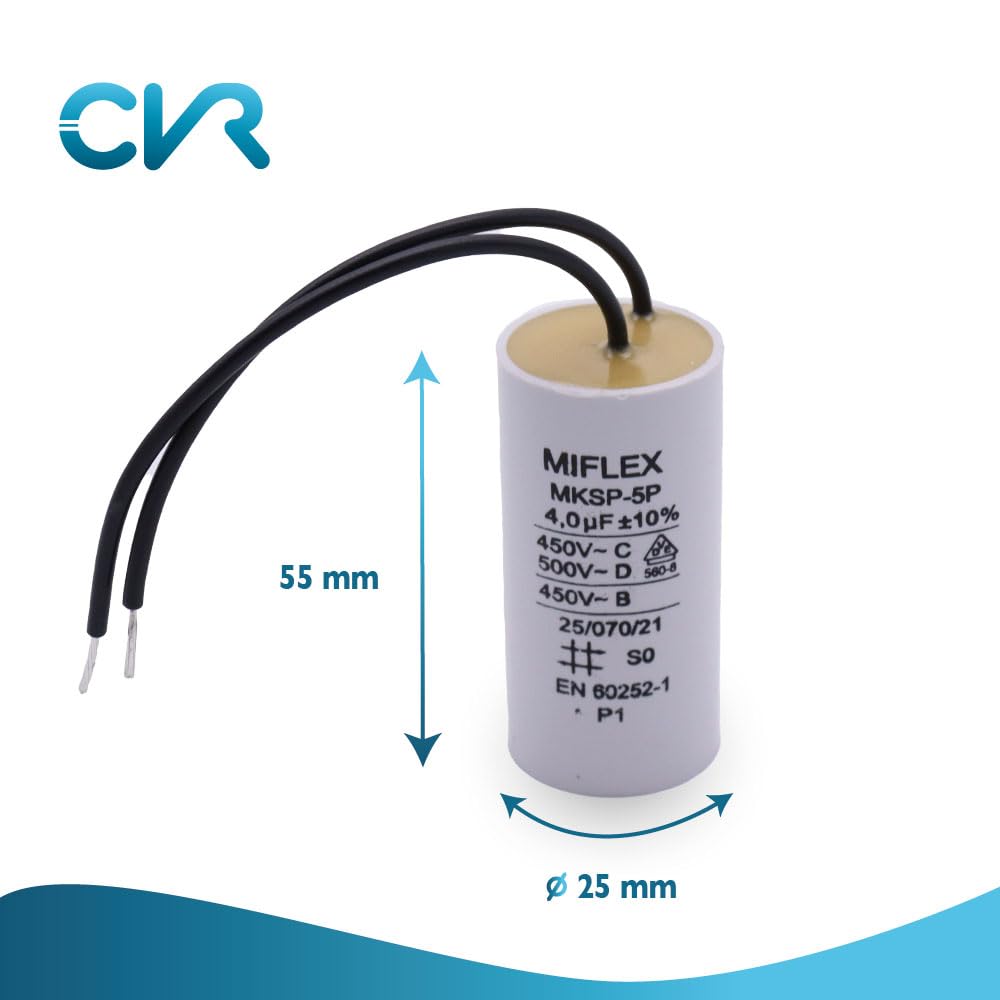 CVR
MIFLEX
MKSP-5P
4,0µF ±10%
450V~ C
500V~ D
VDE
560-8
450V~ B
25/070/21
S0
EN 60252-1
P1
55 mm
ø 25 mm